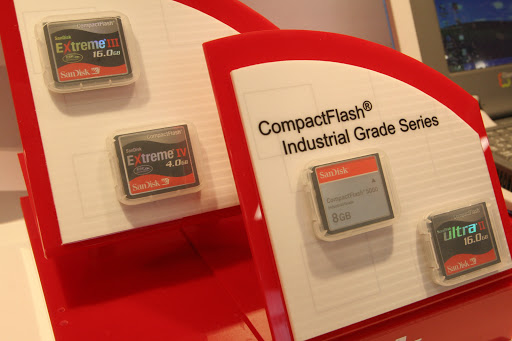 CompactFlash
Extreme III
16.0GB
SanDisk
CompactFlash
SanDisk
Extreme IV
4.0GB
SanDisk
CompactFlash®
Industrial Grade Series
SanDisk
CompactFlash
8GB
Ultra II
16.0GB
SanDisk